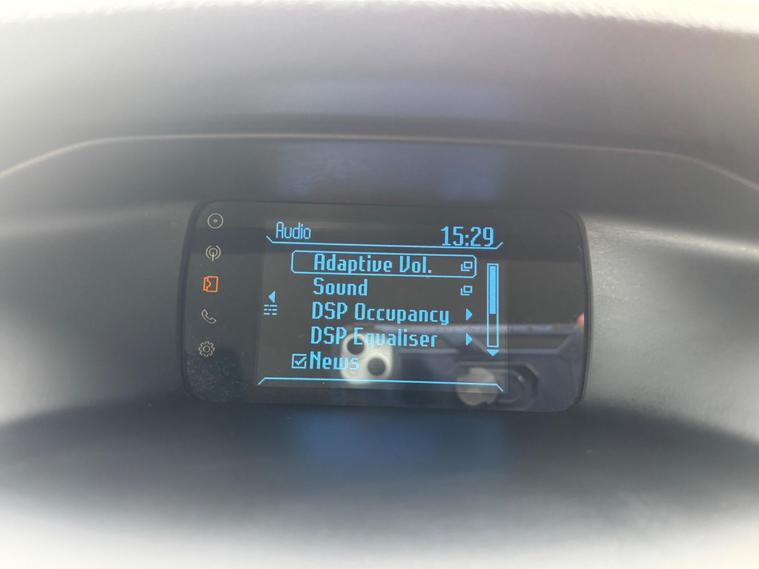 Audio 15:29
Adaptive Vol.
Sound
DSP Occupancy
DSP Equaliser
News